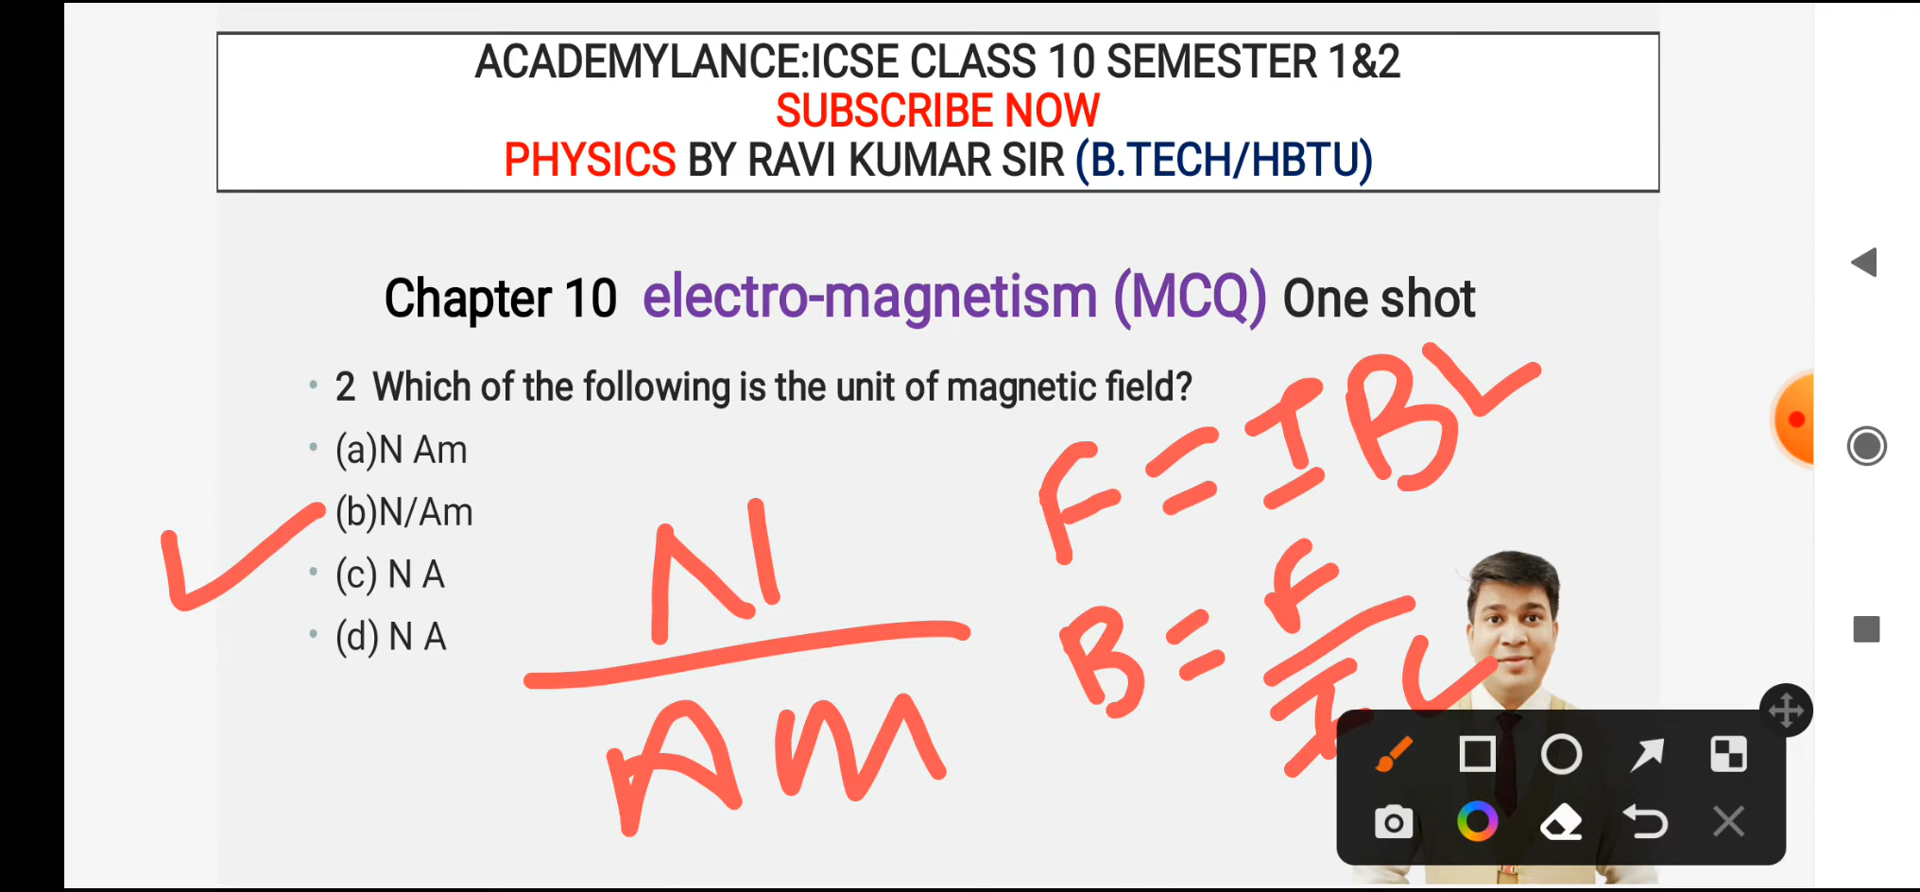 ACADEMYLANCE:ICSE CLASS 10 SEMESTER 1&2
SUBSCRIBE NOW
PHYSICS BY RAVI KUMAR SIR (B.TECH/HBTU)
Chapter 10 electro-magnetism (MCQ) One shot
2 Which of the following is the unit of magnetic field?
(a)N Am
(b)N/Am
(c) N A
(d) N A
N
Am
F = IBL
B = F
IL